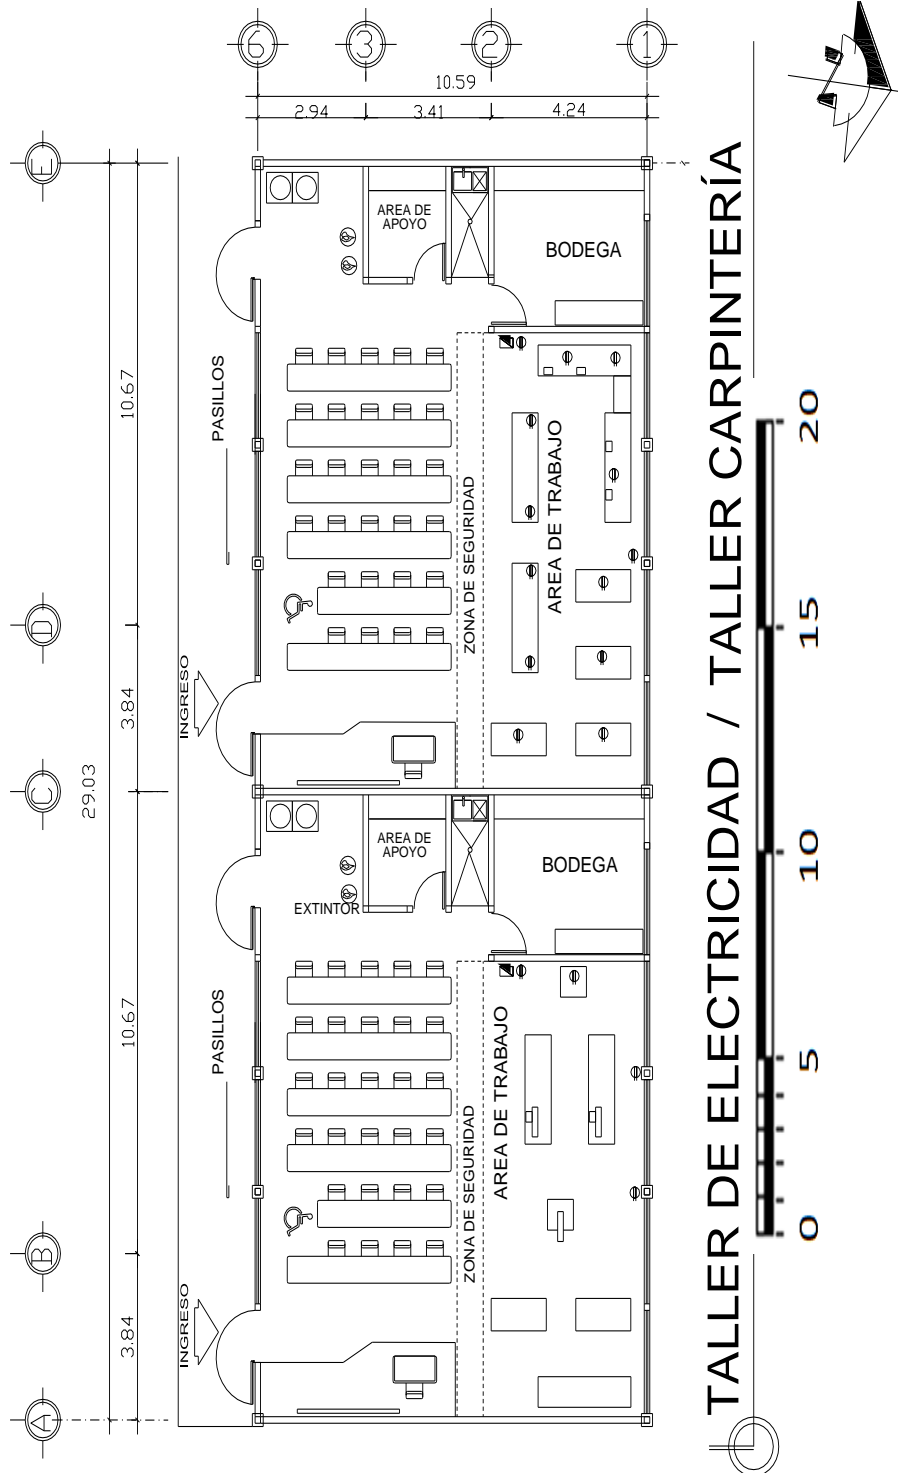 6
3
2
1
10.59
2.94
3.41
4.24
E
D
C
B
A
10.67
3.84
29.03
10.67
3.84
AREA DE
APOYO
BODEGA
PASILLOS
ZONA DE SEGURIDAD
AREA DE TRABAJO
INGRESO
AREA DE
APOYO
BODEGA
EXTINTOR
PASILLOS
ZONA DE SEGURIDAD
AREA DE TRABAJO
INGRESO
TALLER DE ELECTRICIDAD / TALLER CARPINTERÍA
0 5 10 15 20